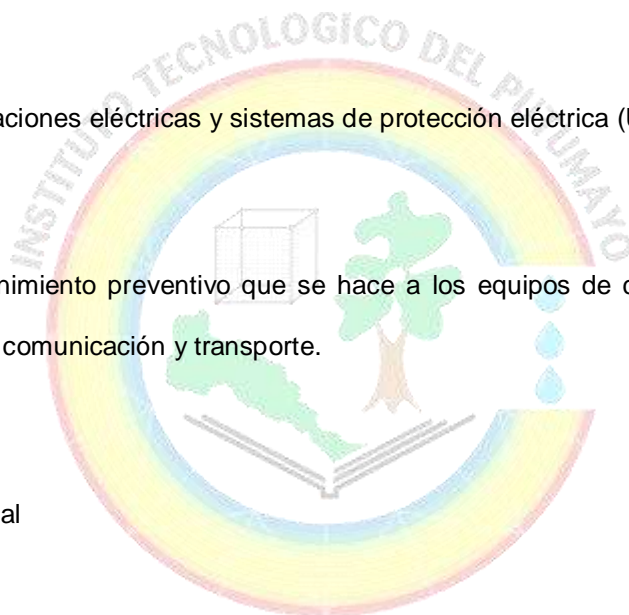 INSTITUTO TECNOLOGICO DEL PUTUMAYO
aciones eléctricas y sistemas de protección eléctrica (U
nimiento preventivo que se hace a los equipos de c
comunicación y transporte.
al